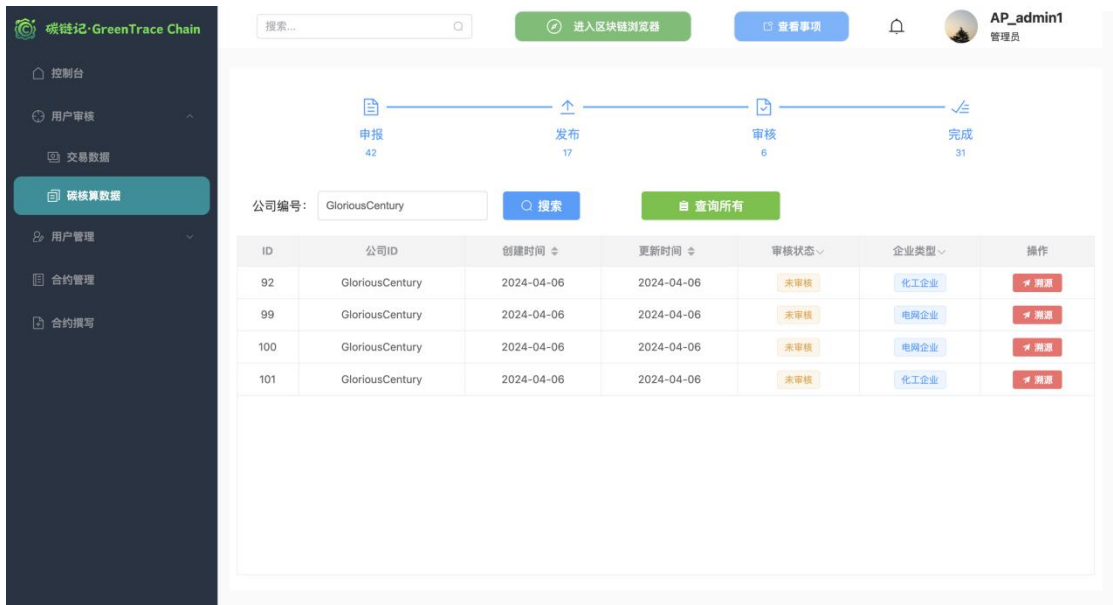 碳链记·GreenTrace Chain
搜索...
进入区块链浏览器
查看事项
AP_admin1
管理员
控制台
用户审核
交易数据
碳核算数据
用户管理
合约管理
合约撰写
申报 发布 审核 完成
42 17 6 31
公司编号： GloriousCentury 搜索 查询所有
ID 公司ID 创建时间 更新时间 审核状态 企业类型 操作
92 GloriousCentury 2024-04-06 2024-04-06 未审核 化工企业 溯源
99 GloriousCentury 2024-04-06 2024-04-06 未审核 电网企业 溯源
100 GloriousCentury 2024-04-06 2024-04-06 未审核 电网企业 溯源
101 GloriousCentury 2024-04-06 2024-04-06 未审核 化工企业 溯源